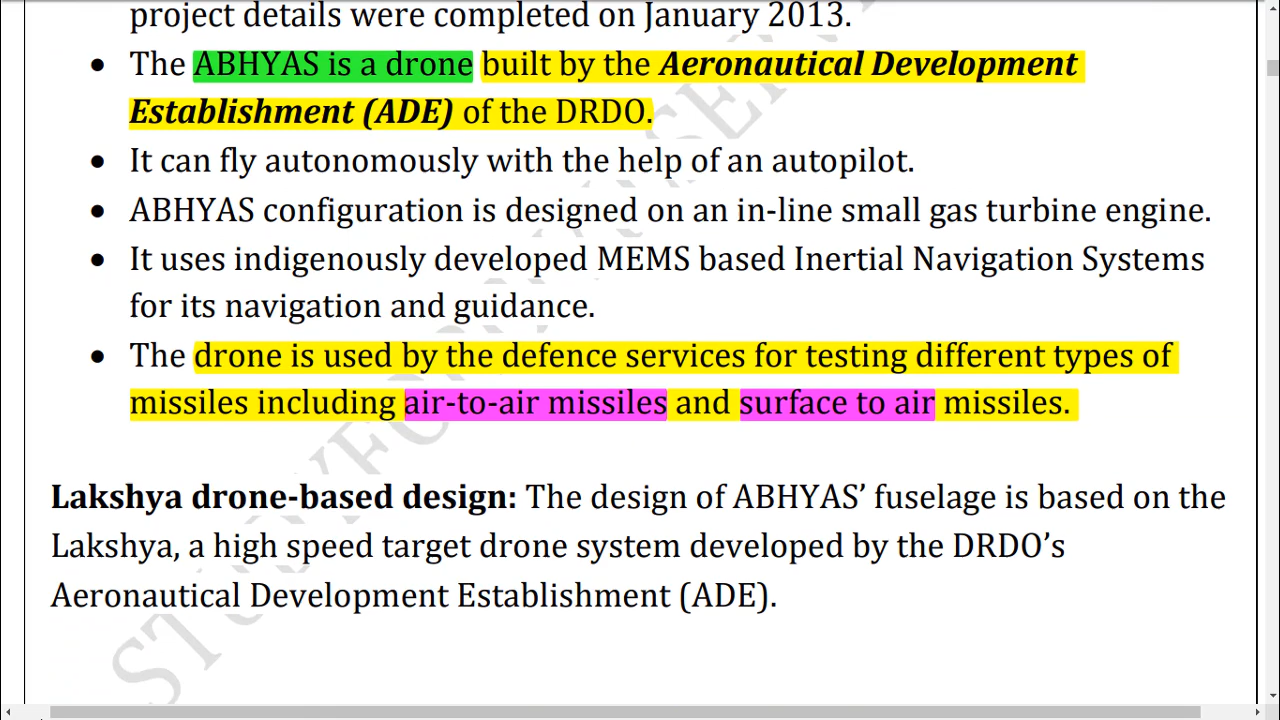 project details were completed on January 2013.
• The ABHYAS is a drone built by the Aeronautical Development
Establishment (ADE) of the DRDO.
• It can fly autonomously with the help of an autopilot.
• ABHYAS configuration is designed on an in-line small gas turbine engine.
• It uses indigenously developed MEMS based Inertial Navigation Systems
for its navigation and guidance.
• The drone is used by the defence services for testing different types of
missiles including air-to-air missiles and surface to air missiles.
Lakshya drone-based design: The design of ABHYAS’ fuselage is based on the
Lakshya, a high speed target drone system developed by the DRDO’s
Aeronautical Development Establishment (ADE).